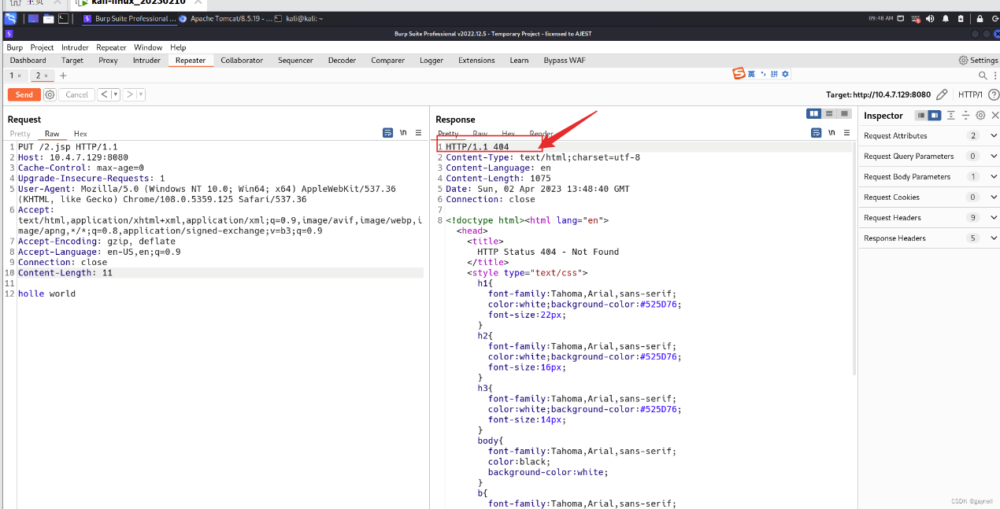 主页
kali-linux_20230210
Burp Suite Professional ... Apache Tomcat/8.5.19 - ... kali@kali: ~ 09:48 AM
Burp Suite Professional v2022.12.5 - Temporary Project - licensed to AJEST
Burp Project Intruder Repeater Window Help
Dashboard Target Proxy Intruder Repeater Collaborator Sequencer Decoder Comparer Logger Extensions Learn Bypass WAF Settings
1 × 2 × +
英 拼
Send Cancel < > Target: http://10.4.7.129:8080 HTTP/1
Request
Pretty Raw Hex \n
1 PUT /2.jsp HTTP/1.1
2 Host: 10.4.7.129:8080
3 Cache-Control: max-age=0
4 Upgrade-Insecure-Requests: 1
5 User-Agent: Mozilla/5.0 (Windows NT 10.0; Win64; x64) AppleWebKit/537.36
(KHTML, like Gecko) Chrome/108.0.5359.125 Safari/537.36
6 Accept:
text/html,application/xhtml+xml,application/xml;q=0.9,image/avif,image/webp,i
mage/apng,*/*;q=0.8,application/signed-exchange;v=b3;q=0.9
7 Accept-Encoding: gzip, deflate
8 Accept-Language: en-US,en;q=0.9
9 Connection: close
10 Content-Length: 11
11
12 holle world
Response
Pretty Raw Hex Render \n
1 HTTP/1.1 404
2 Content-Type: text/html;charset=utf-8
3 Content-Language: en
4 Content-Length: 1075
5 Date: Sun, 02 Apr 2023 13:48:40 GMT
6 Connection: close
7
8 <!doctype html><html lang="en">
<head>
<title>
HTTP Status 404 - Not Found
</title>
<style type="text/css">
h1{
font-family:Tahoma,Arial,sans-serif;
color:white;background-color:#525D76;
font-size:22px;
}
h2{
font-family:Tahoma,Arial,sans-serif;
color:white;background-color:#525D76;
font-size:16px;
}
h3{
font-family:Tahoma,Arial,sans-serif;
color:white;background-color:#525D76;
font-size:14px;
}
body{
font-family:Tahoma,Arial,sans-serif;
color:black;
background-color:white;
}
b{
font-family:Tahoma,Arial,sans-serif;
Inspector
Request Attributes 2
Request Query Parameters 0
Request Body Parameters 1
Request Cookies 0
Request Headers 9
Response Headers 5
CSDN @gaynell